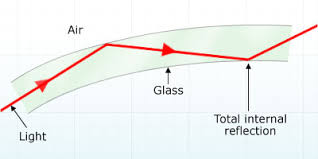 Air
Glass
Light
Total internal
reflection